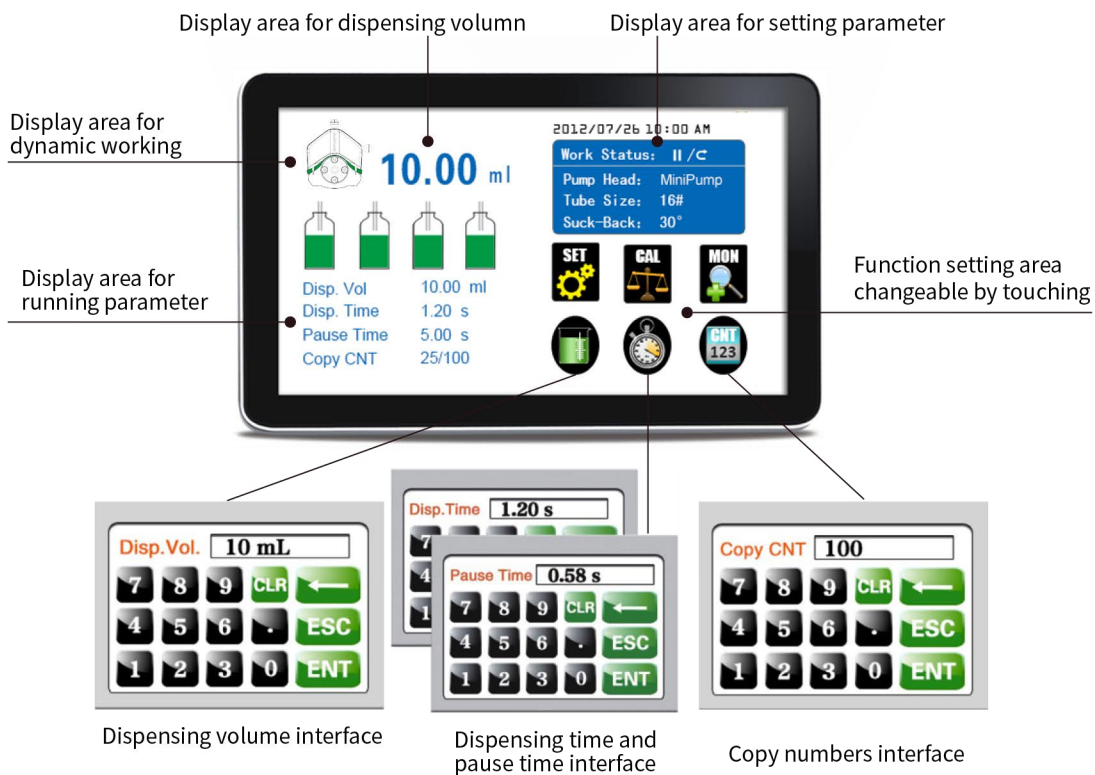 Display area for dispensing volumn
Display area for setting parameter
Display area for
dynamic working
2012/07/26 10:00 AM
10.00 ml
Work Status:
Pump Head: MiniPump
Tube Size: 16#
Suck-Back: 30°
SET
CAL
MON
Display area for
running parameter
Function setting area
changeable by touching
Disp. Vol 10.00 ml
Disp. Time 1.20 s
Pause Time 5.00 s
Copy CNT 25/100
CNT
123
Disp.Vol. 10 mL
7 8 9 CLR ←
4 5 6 . ESC
1 2 3 0 ENT
Dispensing volume interface
Disp.Time 1.20 s
7
4
1
Pause Time 0.58 s
7 8 9 CLR ←
4 5 6 . ESC
1 2 3 0 ENT
Dispensing time and
pause time interface
Copy CNT 100
7 8 9 CLR ←
4 5 6 . ESC
1 2 3 0 ENT
Copy numbers interface